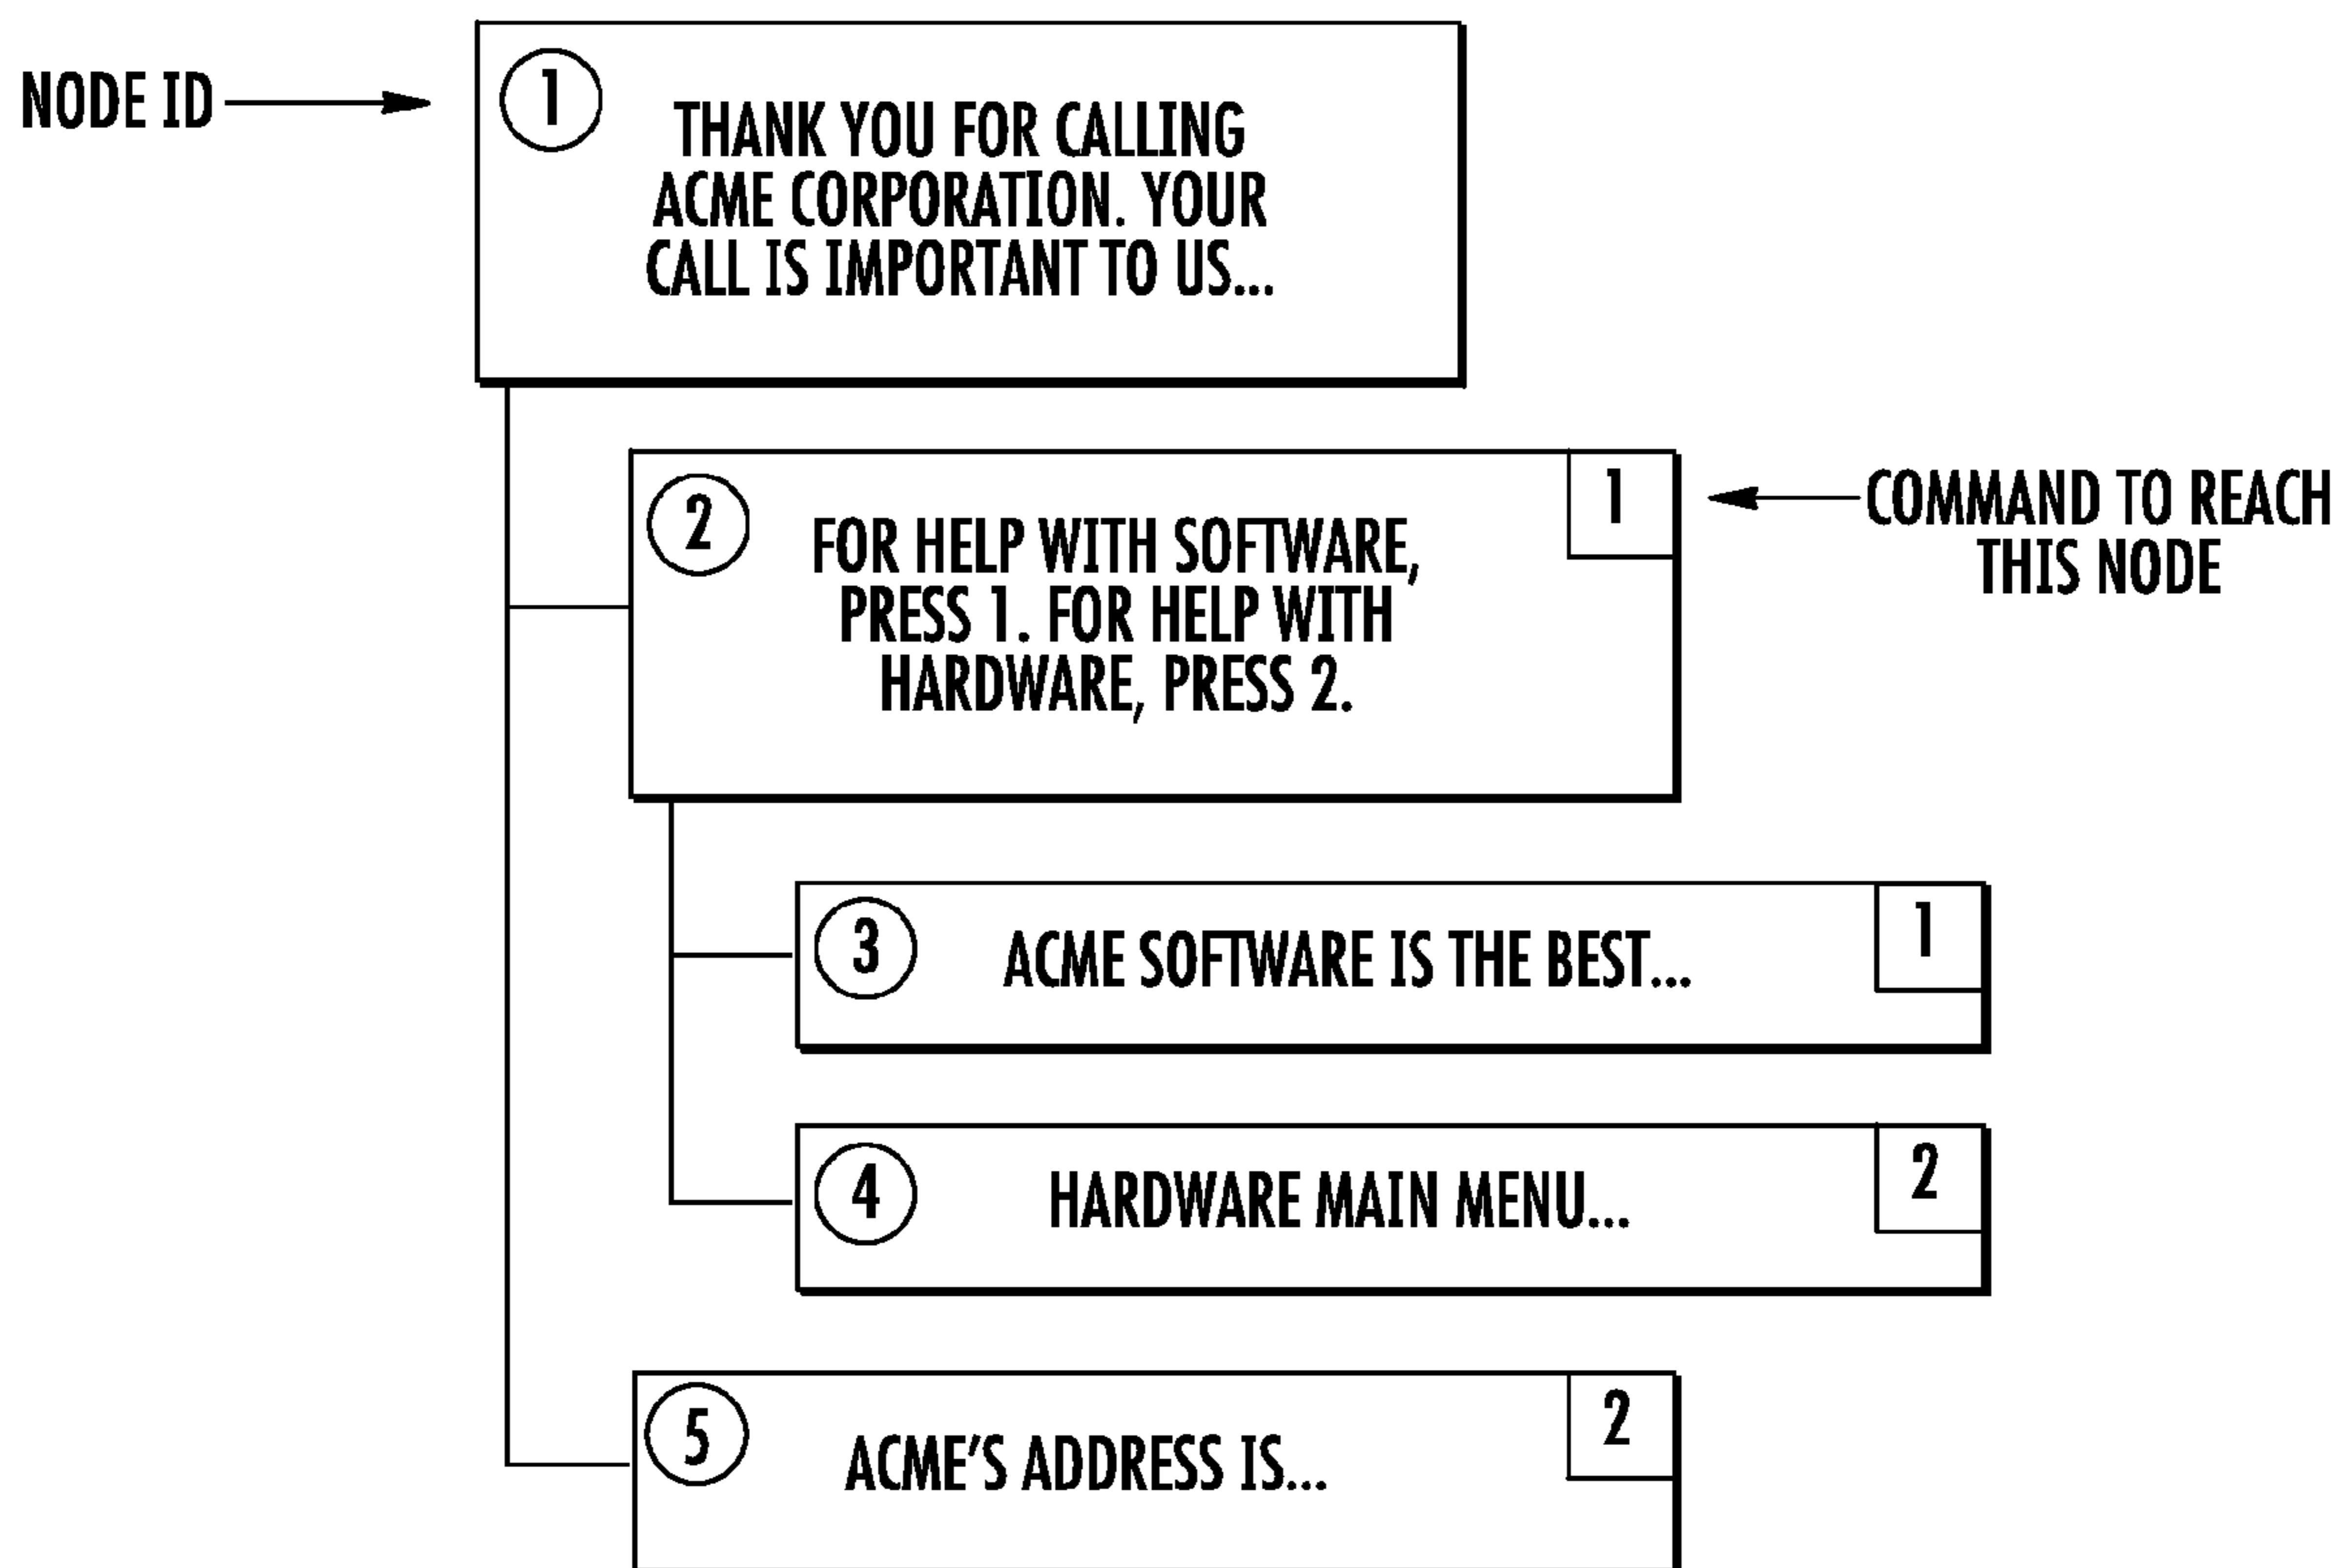 NODE ID
1
THANK YOU FOR CALLING
ACME CORPORATION. YOUR
CALL IS IMPORTANT TO US...
2
FOR HELP WITH SOFTWARE,
PRESS 1. FOR HELP WITH
HARDWARE, PRESS 2.
1
COMMAND TO REACH
THIS NODE
3
ACME SOFTWARE IS THE BEST...
1
4
HARDWARE MAIN MENU...
2
5
ACME'S ADDRESS IS...
2